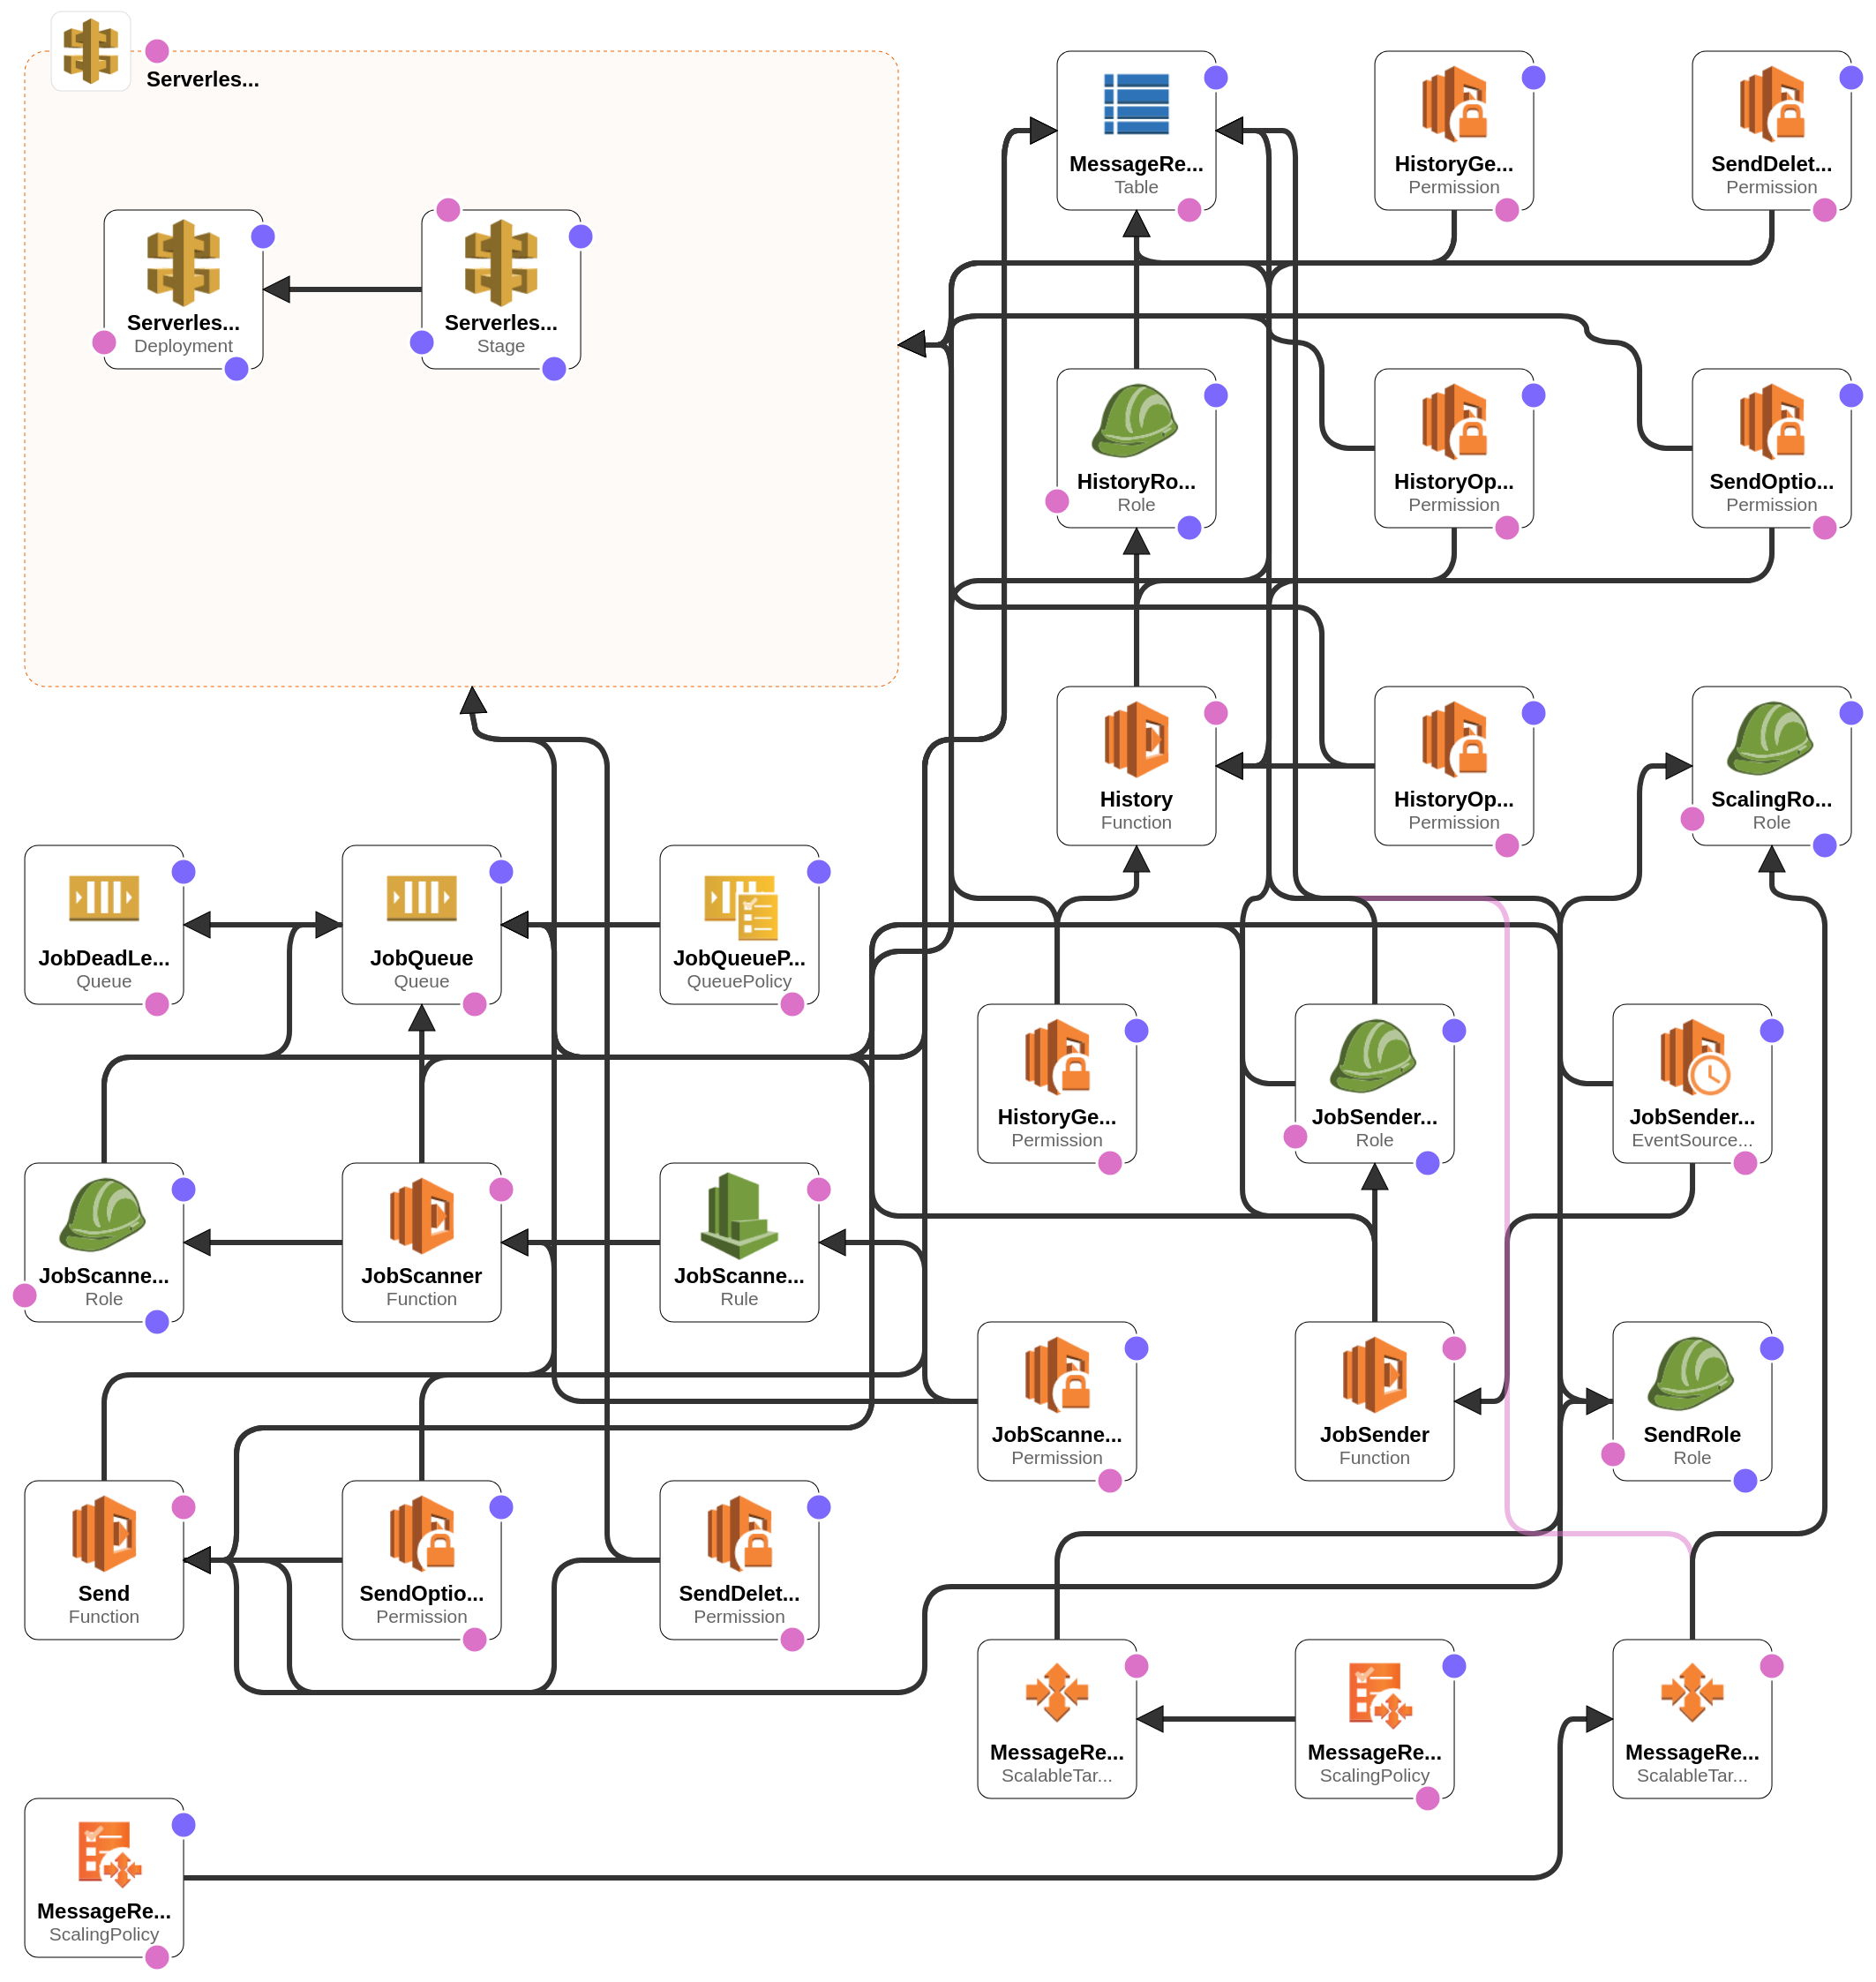 Serverles...
Serverles...
Deployment
Serverles...
Stage
MessageRe...
Table
HistoryGe...
Permission
SendDelet...
Permission
HistoryRo...
Role
HistoryOp...
Permission
SendOptio...
Permission
History
Function
HistoryOp...
Permission
ScalingRo...
Role
JobDeadLe...
Queue
JobQueue
Queue
JobQueueP...
QueuePolicy
HistoryGe...
Permission
JobSender...
Role
JobSender...
EventSource...
JobScanne...
Role
JobScanner
Function
JobScanne...
Rule
JobScanne...
Permission
JobSender
Function
SendRole
Role
Send
Function
SendOptio...
Permission
SendDelet...
Permission
MessageRe...
ScalableTar...
MessageRe...
ScalingPolicy
MessageRe...
ScalableTar...
MessageRe...
ScalingPolicy